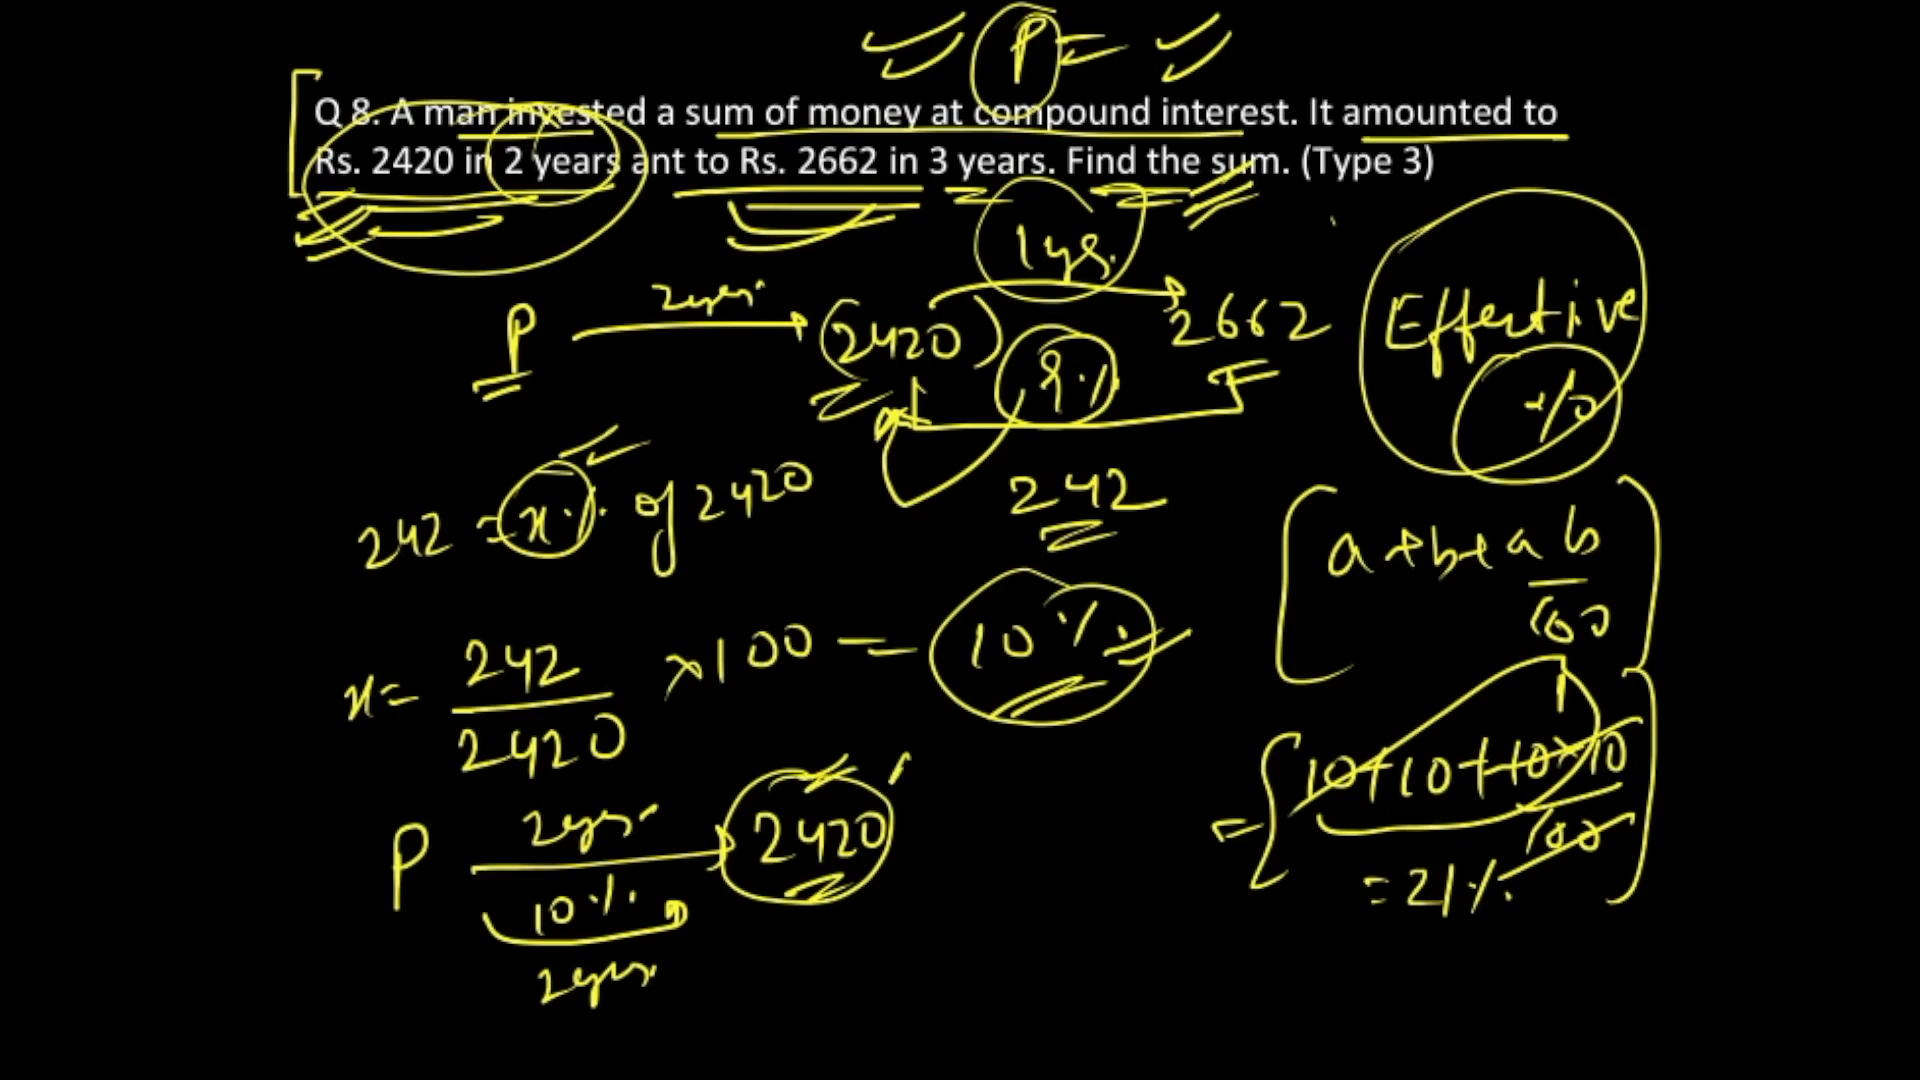 P =
Q 8. A man invested a sum of money at compound interest. It amounted to
Rs. 2420 in 2 years ant to Rs. 2662 in 3 years. Find the sum. (Type 3)
1 yr.
P 2 yrs. (2420) 2662
r %
Effective
%
242 = x % of 2420
242
a + b + ab
100
x = 242 × 100 = 10 %
2420
10 + 10 + 10 × 10
= 100
1
= 21 %
P 2 yrs. 2420
10 %
2 yrs.